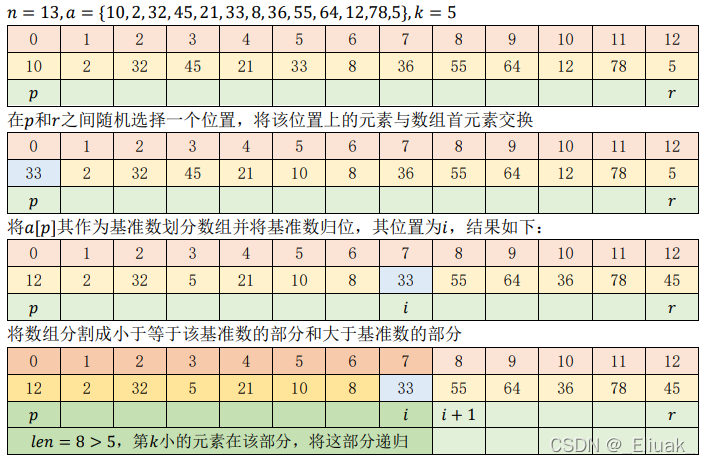 n = 13, a = {10, 2, 32, 45, 21, 33, 8, 36, 55, 64, 12, 78, 5}, k = 5
0 1 2 3 4 5 6 7 8 9 10 11 12
10 2 32 45 21 33 8 36 55 64 12 78 5
p r
在p和r之间随机选择一个位置，将该位置上的元素与数组首元素交换
0 1 2 3 4 5 6 7 8 9 10 11 12
33 2 32 45 21 10 8 36 55 64 12 78 5
p r
将a[p]其作为基准数划分数组并将基准数归位，其位置为i，结果如下：
0 1 2 3 4 5 6 7 8 9 10 11 12
12 2 32 5 21 10 8 33 55 64 36 78 45
p i r
将数组分割成小于等于该基准数的部分和大于基准数的部分
0 1 2 3 4 5 6 7 8 9 10 11 12
12 2 32 5 21 10 8 33 55 64 36 78 45
p i i + 1 r
len = 8 > 5，第k小的元素在该部分，将这部分递归
CSDN @_Eiuak